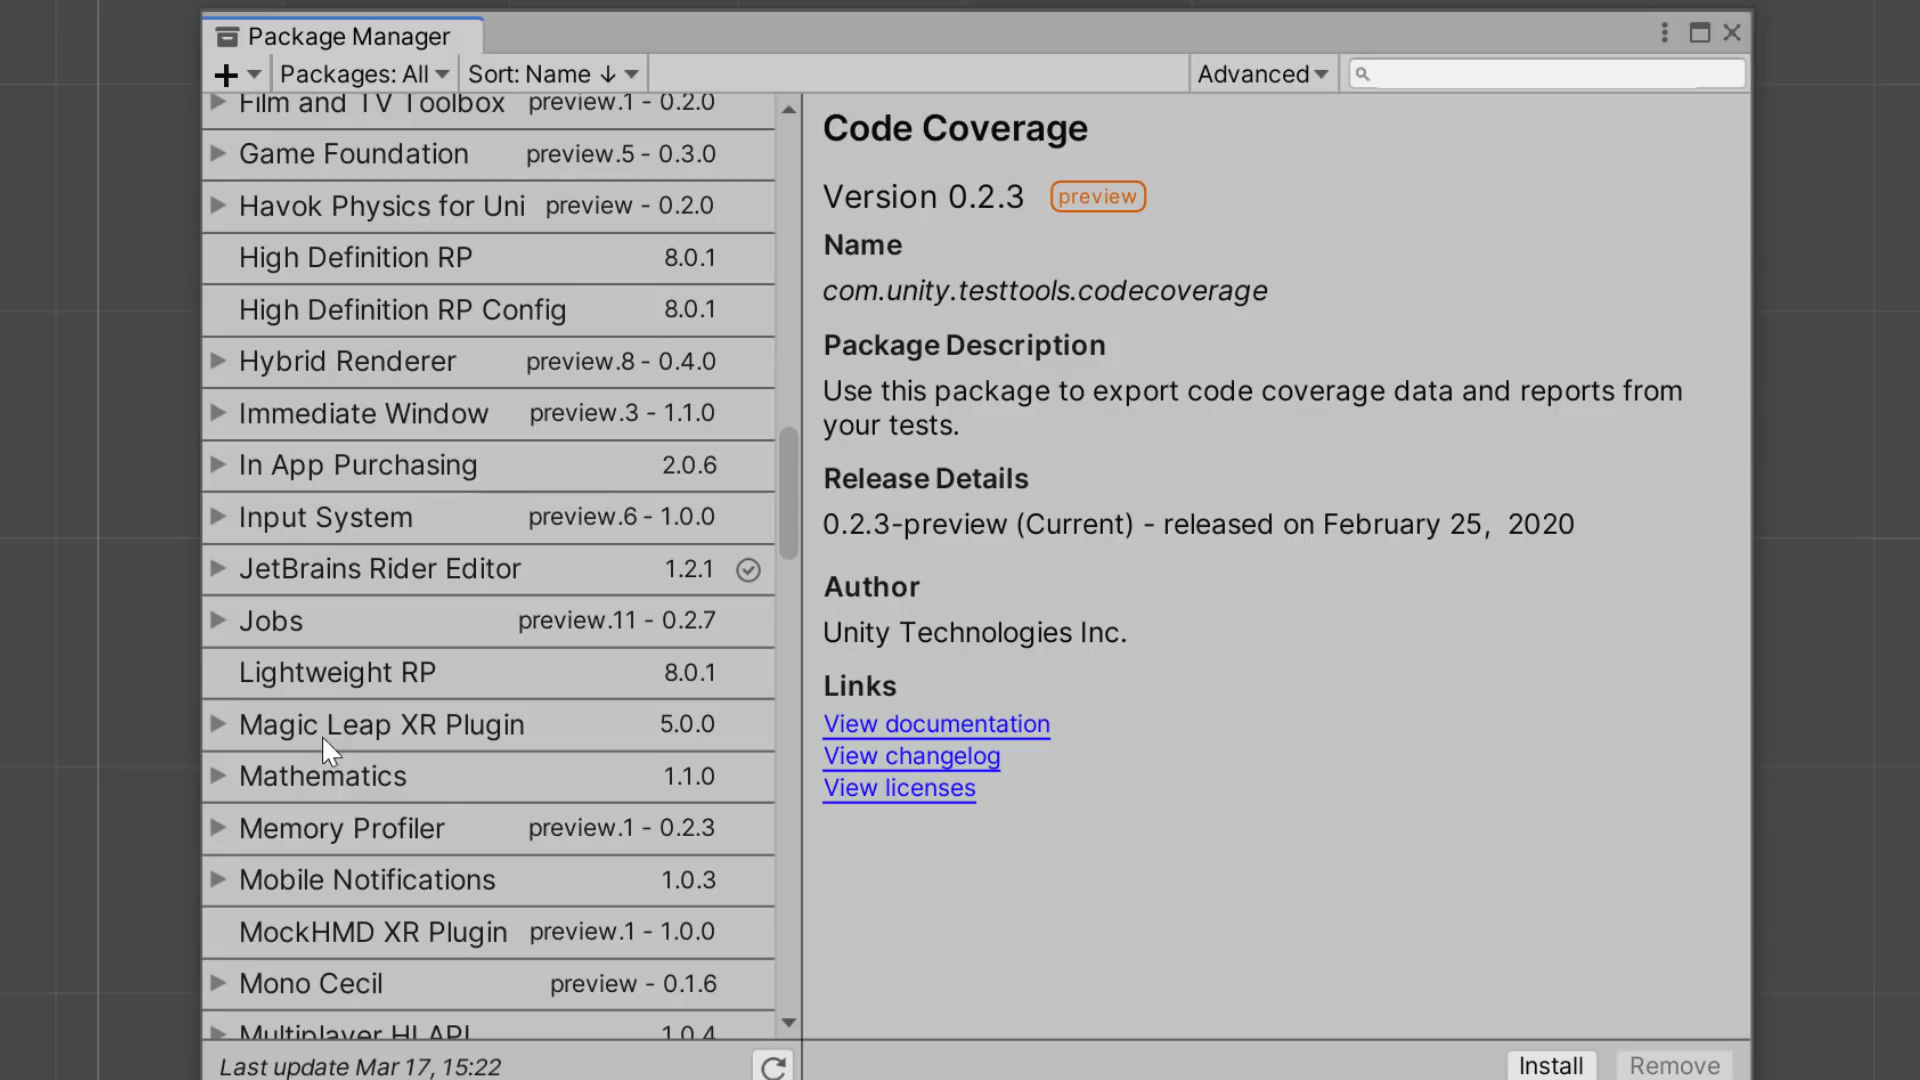 Package Manager
Packages: All
Sort: Name ↓
Advanced
Film and TV Toolbox preview.1 - 0.2.0
Game Foundation preview.5 - 0.3.0
Havok Physics for Uni preview - 0.2.0
High Definition RP 8.0.1
High Definition RP Config 8.0.1
Hybrid Renderer preview.8 - 0.4.0
Immediate Window preview.3 - 1.1.0
In App Purchasing 2.0.6
Input System preview.6 - 1.0.0
JetBrains Rider Editor 1.2.1
Jobs preview.11 - 0.2.7
Lightweight RP 8.0.1
Magic Leap XR Plugin 5.0.0
Mathematics 1.1.0
Memory Profiler preview.1 - 0.2.3
Mobile Notifications 1.0.3
MockHMD XR Plugin preview.1 - 1.0.0
Mono Cecil preview - 0.1.6
Multiplayer HLAPI 1.0.4
Last update Mar 17, 15:22
Code Coverage
Version 0.2.3 preview
Name
com.unity.testtools.codecoverage
Package Description
Use this package to export code coverage data and reports from
your tests.
Release Details
0.2.3-preview (Current) - released on February 25, 2020
Author
Unity Technologies Inc.
Links
View documentation
View changelog
View licenses
Install
Remove